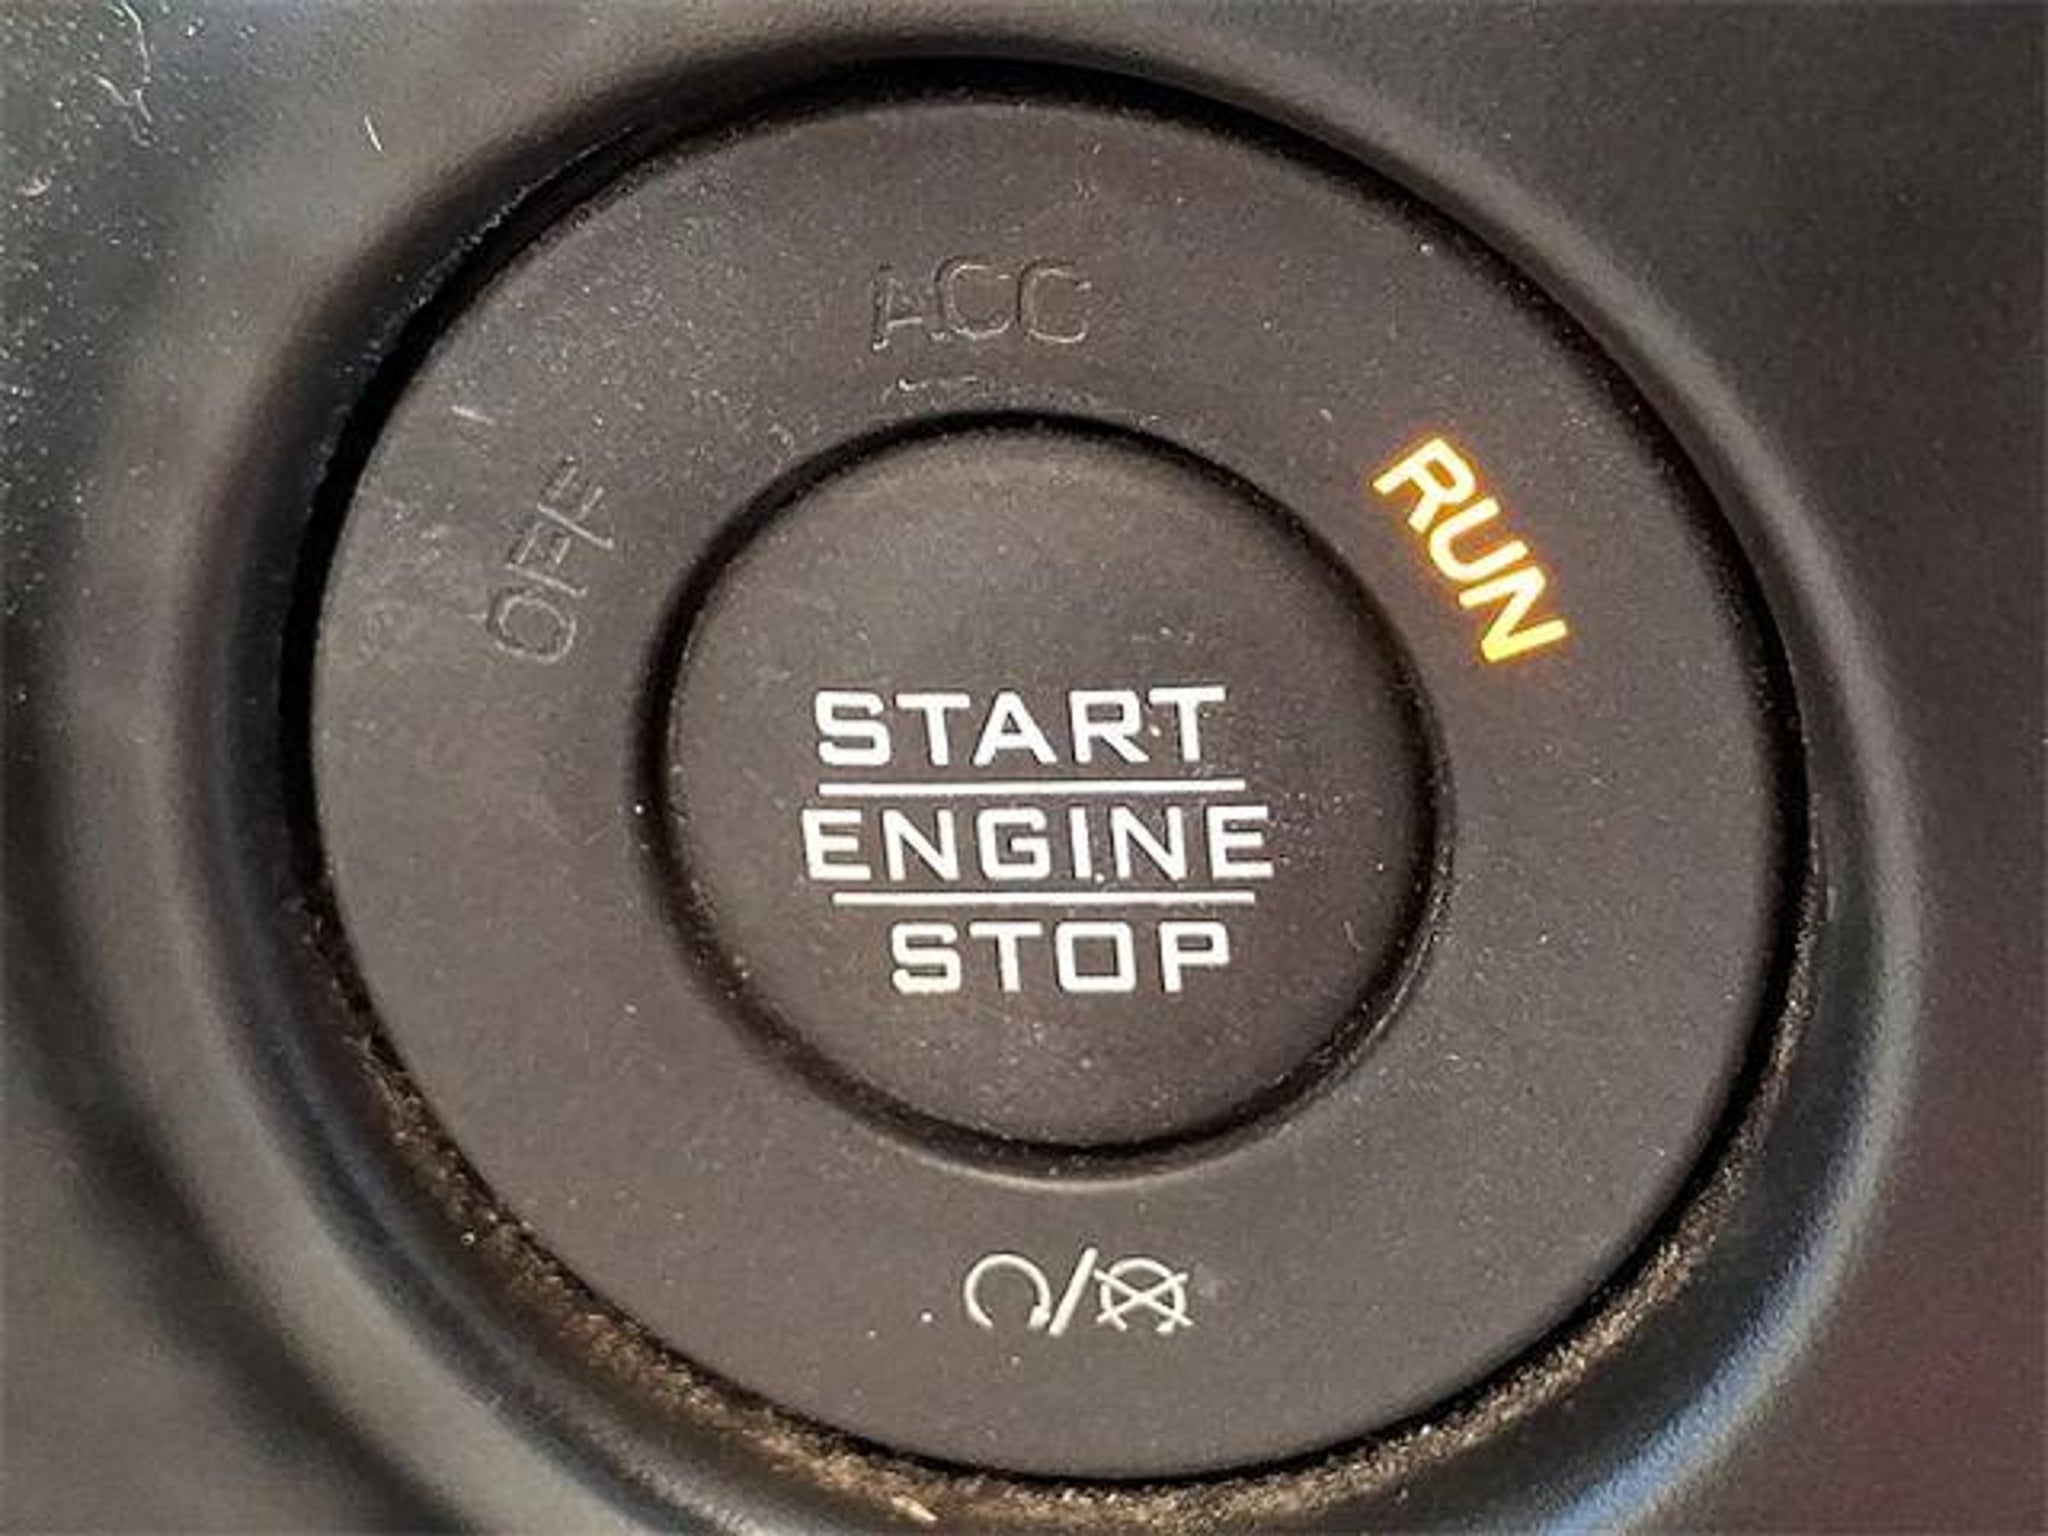 ACC
OFF
RUN
START
ENGINE
STOP